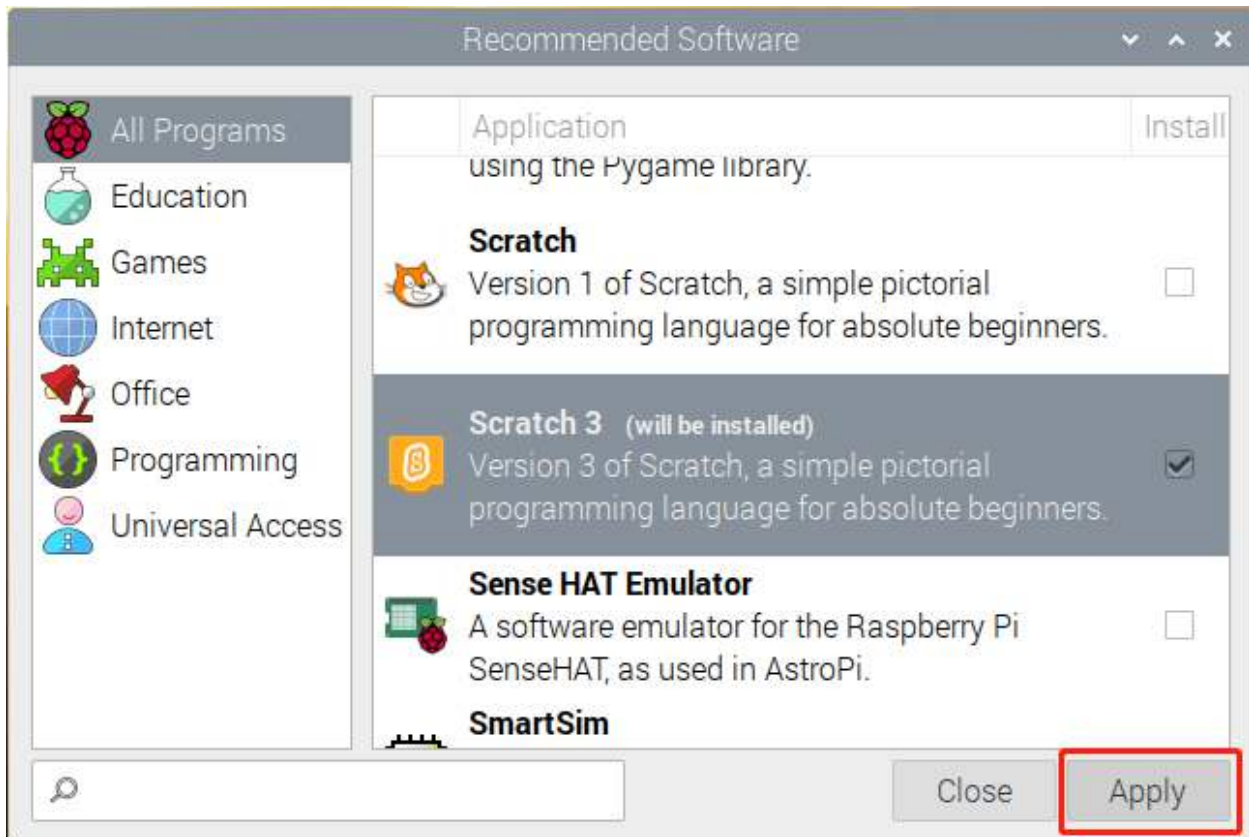 Recommended Software
All Programs
Education
Games
Internet
Office
Programming
Universal Access
Application
Install
using the Pygame library.
Scratch
Version 1 of Scratch, a simple pictorial
programming language for absolute beginners.
Scratch 3 (will be installed)
Version 3 of Scratch, a simple pictorial
programming language for absolute beginners.
Sense HAT Emulator
A software emulator for the Raspberry Pi
SenseHAT, as used in AstroPi.
SmartSim
Close
Apply